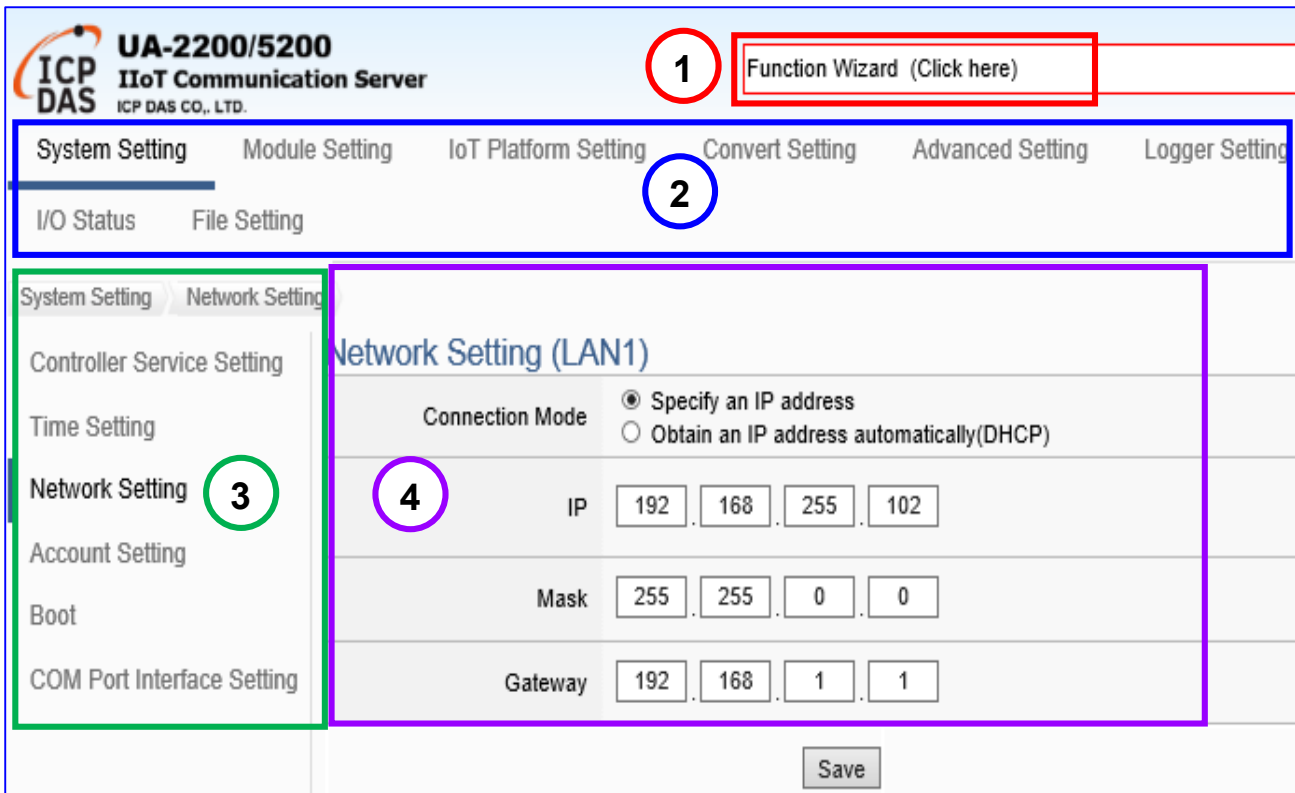 ICP
DAS
UA-2200/5200
IIoT Communication Server
ICP DAS CO,. LTD.
1
Function Wizard (Click here)
System Setting Module Setting IoT Platform Setting Convert Setting Advanced Setting Logger Setting
2
I/O Status File Setting
System Setting Network Setting
Controller Service Setting
Time Setting
Network Setting
3
Account Setting
Boot
COM Port Interface Setting
Network Setting (LAN1)
Connection Mode
Specify an IP address
Obtain an IP address automatically(DHCP)
4
IP 192 . 168 . 255 . 102
Mask 255 . 255 . 0 . 0
Gateway 192 . 168 . 1 . 1
Save